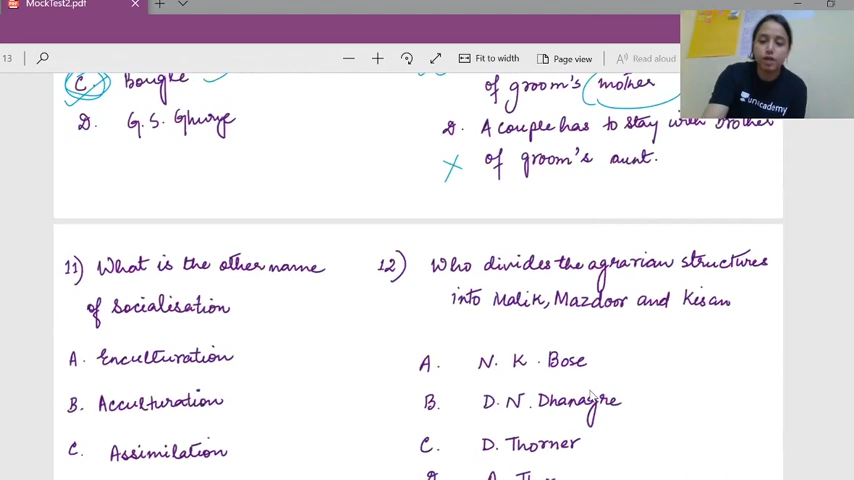 MockTest2.pdf
13
Fit to width
Page view
Read aloud
unacademy
C. Bougle
D. G. S. Ghurye
of groom's mother
D. A couple has to stay with brother
of groom's aunt.
11) What is the other name
of socialisation
A. Enculturation
B. Acculturation
C. Assimilation
12) Who divides the agrarian structures
into Malik, Mazdoor and Kisan
A. N. K. Bose
B. D. N. Dhanagre
C. D. Thorner